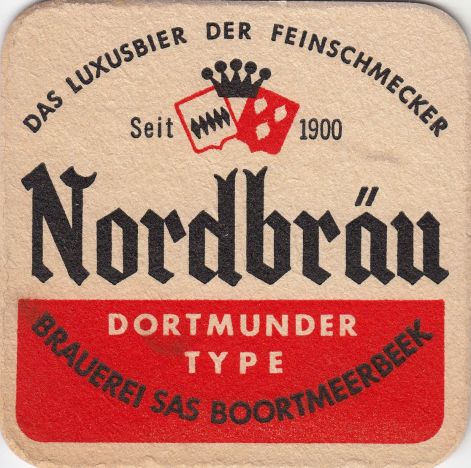 DAS LUXUSBIER DER FEINSCHMECKER
Seit 1900
Nordbräu
DORTMUNDER
TYPE
BRAUEREI SAS BOORTMEERBEEK